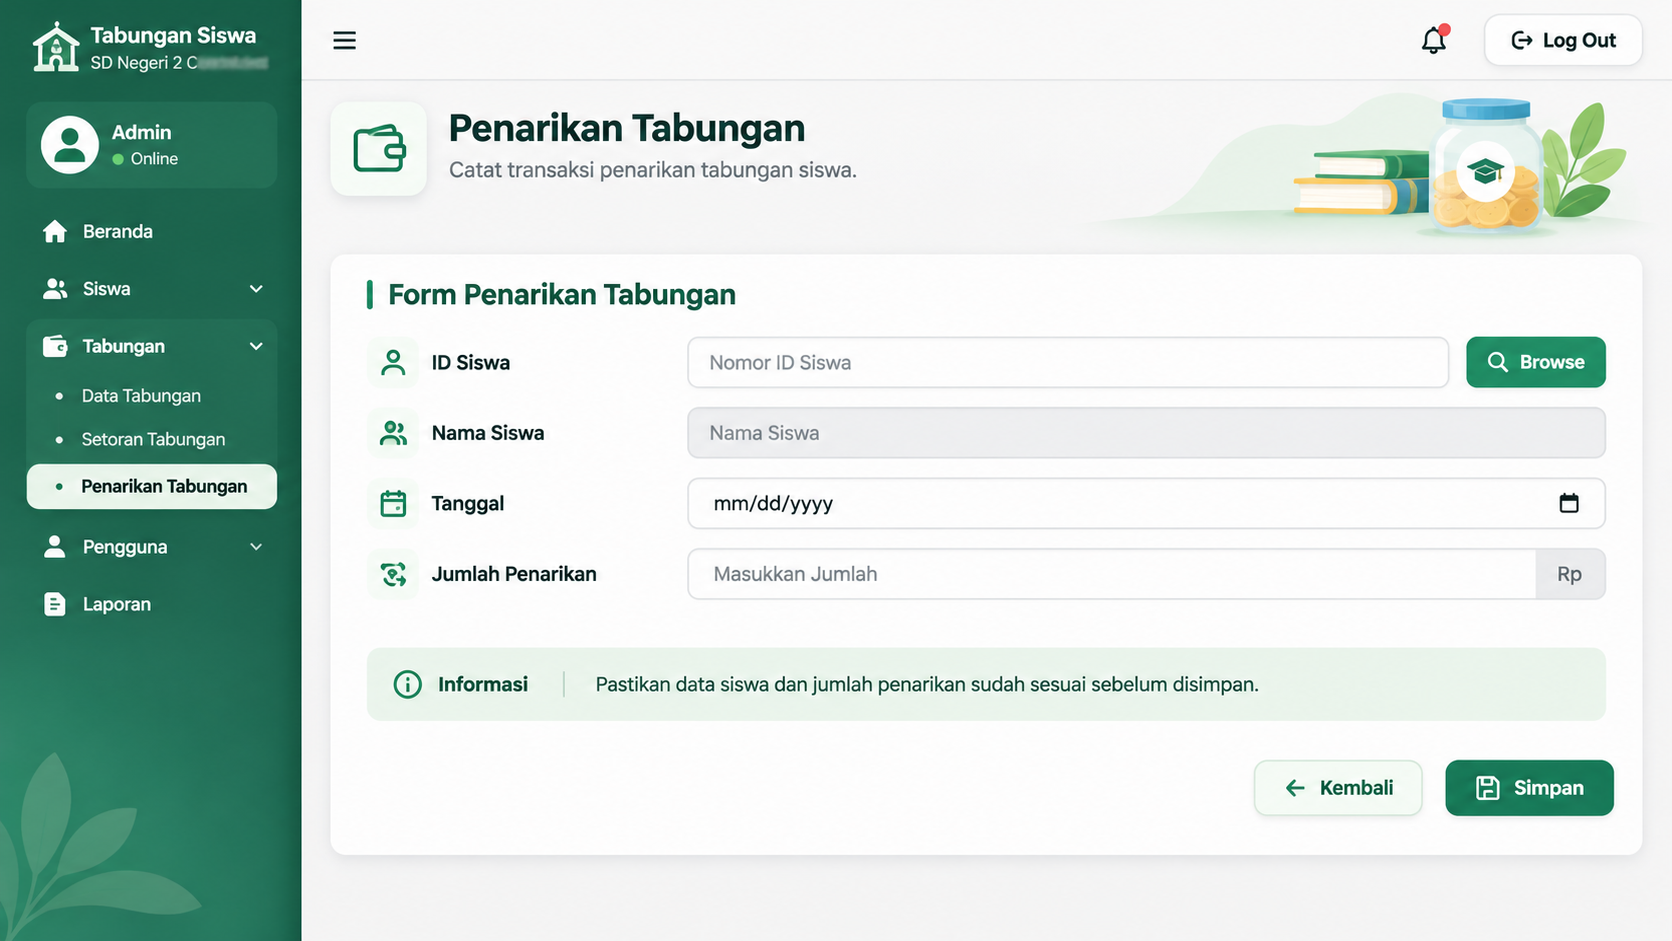 Tabungan Siswa
SD Negeri 2
Admin
Online
Beranda
Siswa
Tabungan
Data Tabungan
Setoran Tabungan
Penarikan Tabungan
Pengguna
Laporan
Log Out
Penarikan Tabungan
Catat transaksi penarikan tabungan siswa.
Form Penarikan Tabungan
ID Siswa
Nomor ID Siswa
Browse
Nama Siswa
Nama Siswa
Tanggal
mm/dd/yyyy
Jumlah Penarikan
Masukkan Jumlah
Rp
Informasi
Pastikan data siswa dan jumlah penarikan sudah sesuai sebelum disimpan.
Kembali
Simpan